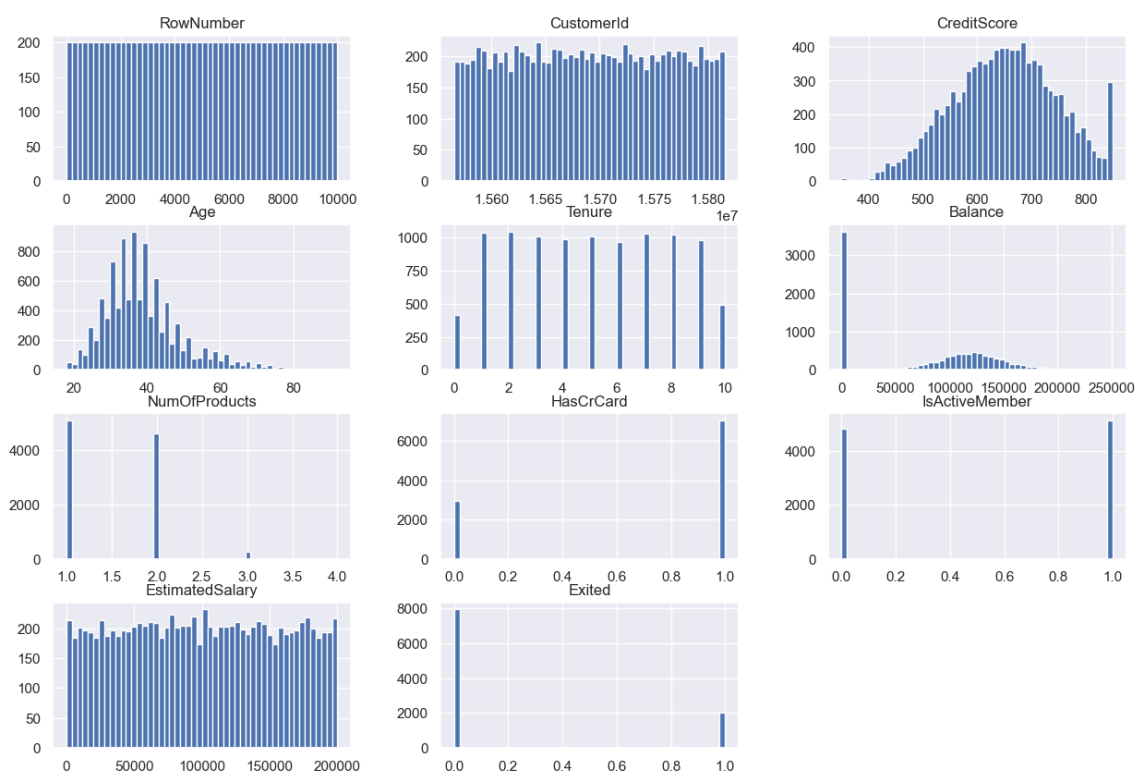 RowNumber
200
150
100
50
0
0 2000 4000 6000 8000 10000
CustomerId
200
150
100
50
0
1.560 1.565 1.570 1.575 1.580
1e7
CreditScore
400
300
200
100
0
400 500 600 700 800
Age
800
600
400
200
0
20 40 60 80
Tenure
1000
750
500
250
0
0 2 4 6 8 10
Balance
3000
2000
1000
0
0 50000 100000 150000 200000 250000
NumOfProducts
4000
2000
0
1.0 1.5 2.0 2.5 3.0 3.5 4.0
HasCrCard
6000
4000
2000
0
0.0 0.2 0.4 0.6 0.8 1.0
IsActiveMember
4000
2000
0
0.0 0.2 0.4 0.6 0.8 1.0
EstimatedSalary
200
150
100
50
0
0 50000 100000 150000 200000
Exited
8000
6000
4000
2000
0
0.0 0.2 0.4 0.6 0.8 1.0